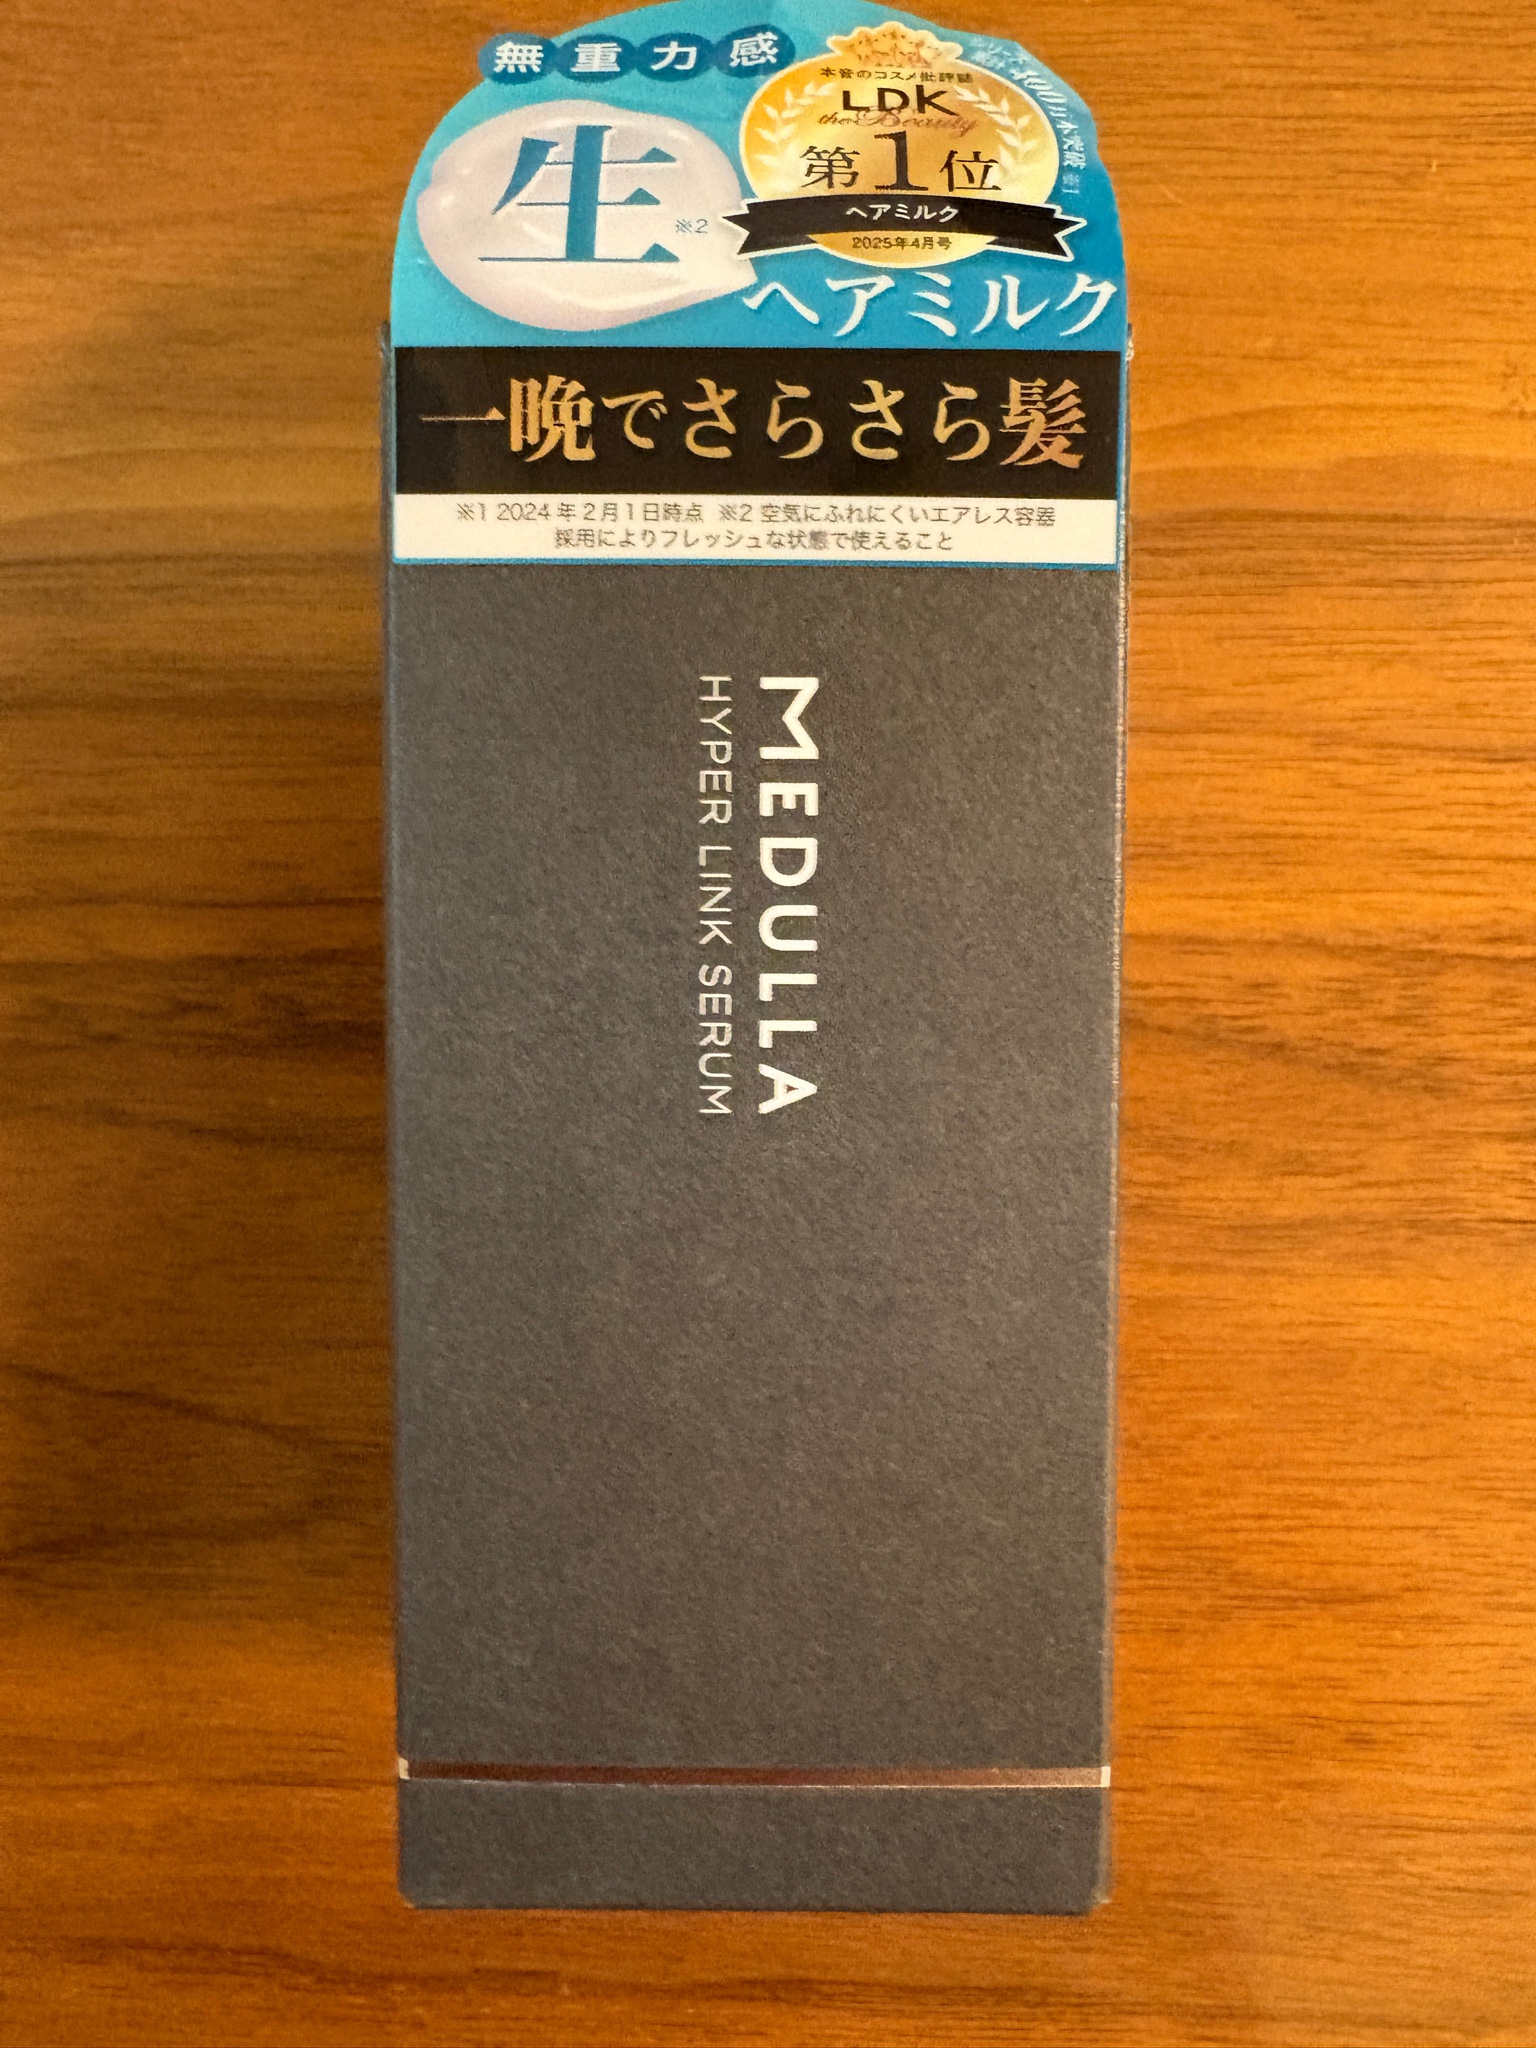 無重力感
生 ※2
本音のコスメ批評誌
LDK
the Beauty
第1位
ヘアミルク
2025年4月号
ヘアミルク
一晩でさらさら髪
※1 2024年2月1日時点 ※2 空気にふれにくいエアレス容器
採用によりフレッシュな状態で使えること
MEDULLA
HYPER LINK SERUM